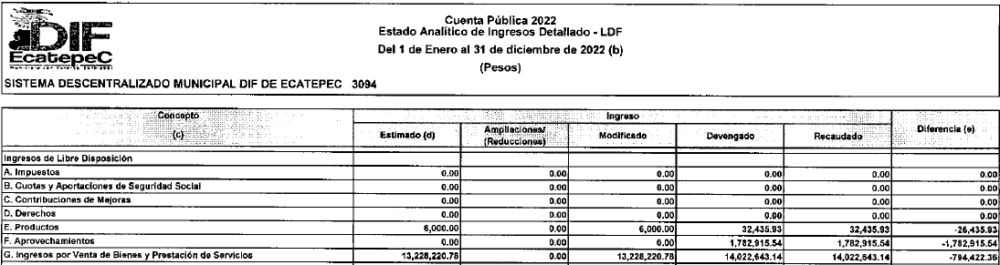 DIF
EcatepeC
Cuenta Pública 2022
Estado Analítico de Ingresos Detallado - LDF
Del 1 de Enero al 31 de diciembre de 2022 (b)
(Pesos)
SISTEMA DESCENTRALIZADO MUNICIPAL DIF DE ECATEPEC 3094
Concepto (c) Ingreso Diferencia (e)
Estimado (d) Ampliaciones/ (Reducciones) Modificado Devengado Recaudado
Ingresos de Libre Disposición
A. Impuestos 0.00 0.00 0.00 0.00 0.00 0.00
B. Cuotas y Aportaciones de Seguridad Social 0.00 0.00 0.00 0.00 0.00 0.00
C. Contribuciones de Mejoras 0.00 0.00 0.00 0.00 0.00 0.00
D. Derechos 0.00 0.00 0.00 0.00 0.00 0.00
E. Productos 6,000.00 0.00 6,000.00 32,435.93 32,435.93 -26,435.93
F. Aprovechamientos 0.00 0.00 0.00 1,782,915.54 1,782,915.54 -1,782,915.54
G. Ingresos por Venta de Bienes y Prestación de Servicios 13,228,220.78 0.00 13,228,220.78 14,022,643.14 14,022,643.14 -794,422.36